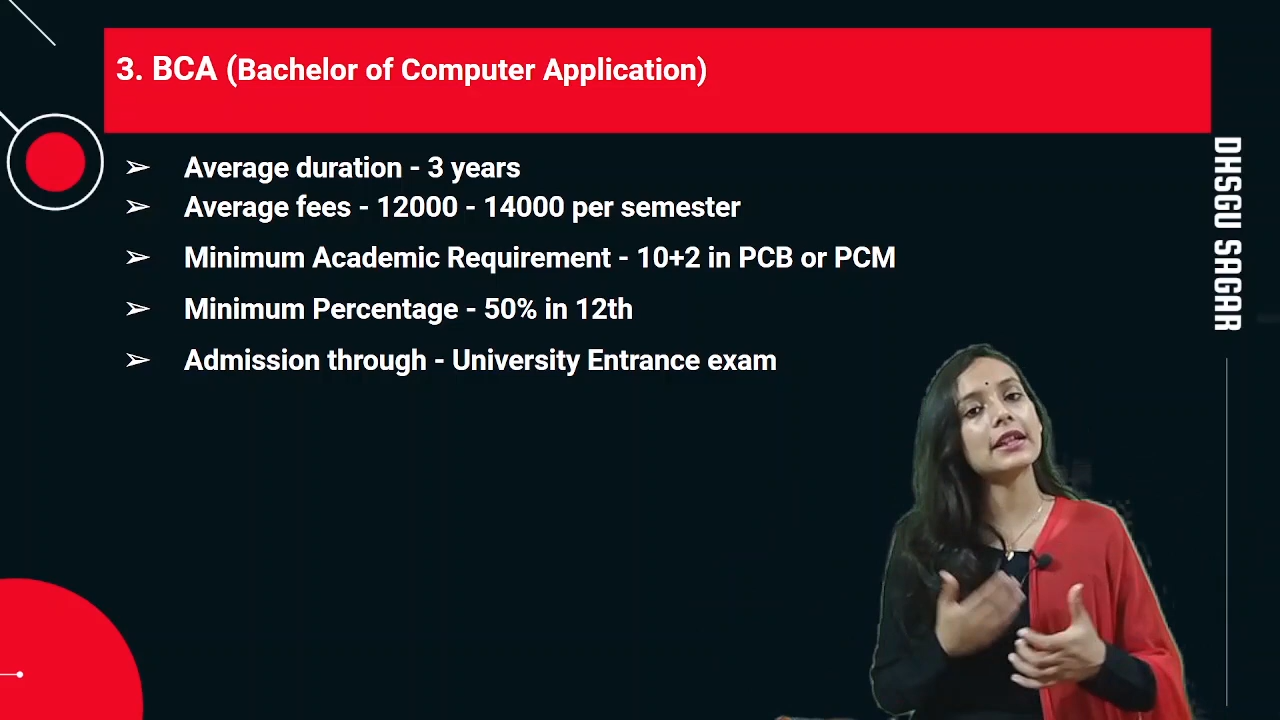 3. BCA (Bachelor of Computer Application)
➢ Average duration - 3 years
➢ Average fees - 12000 - 14000 per semester
➢ Minimum Academic Requirement - 10+2 in PCB or PCM
➢ Minimum Percentage - 50% in 12th
➢ Admission through - University Entrance exam
DHSGU SAGAR